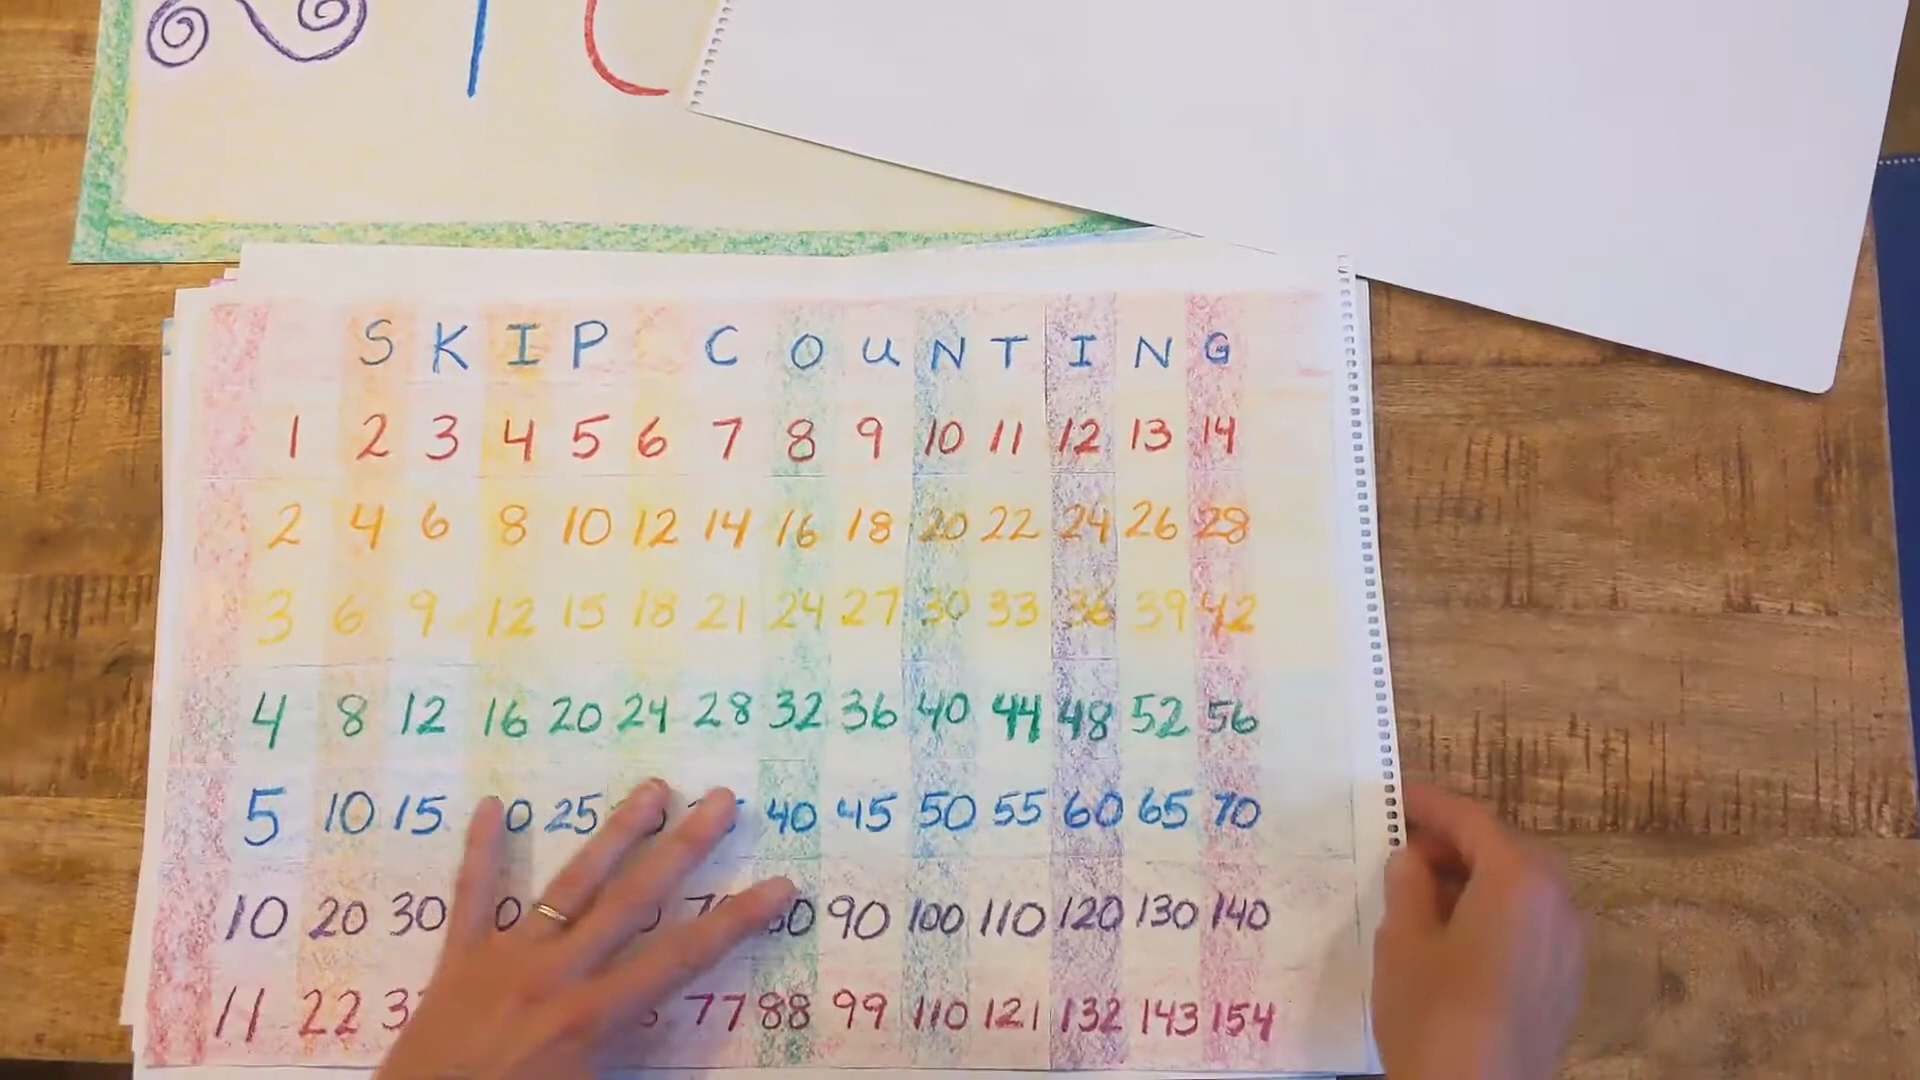 SKIP COUNTING
1 2 3 4 5 6 7 8 9 10 11 12 13 14
2 4 6 8 10 12 14 16 18 20 22 24 26 28
3 6 9 12 15 18 21 24 27 30 33 36 39 42
4 8 12 16 20 24 28 32 36 40 44 48 52 56
5 10 15 25 40 45 50 55 60 65 70
10 20 30 90 100 110 120 130 140
11 22 77 88 99 110 121 132 143 154